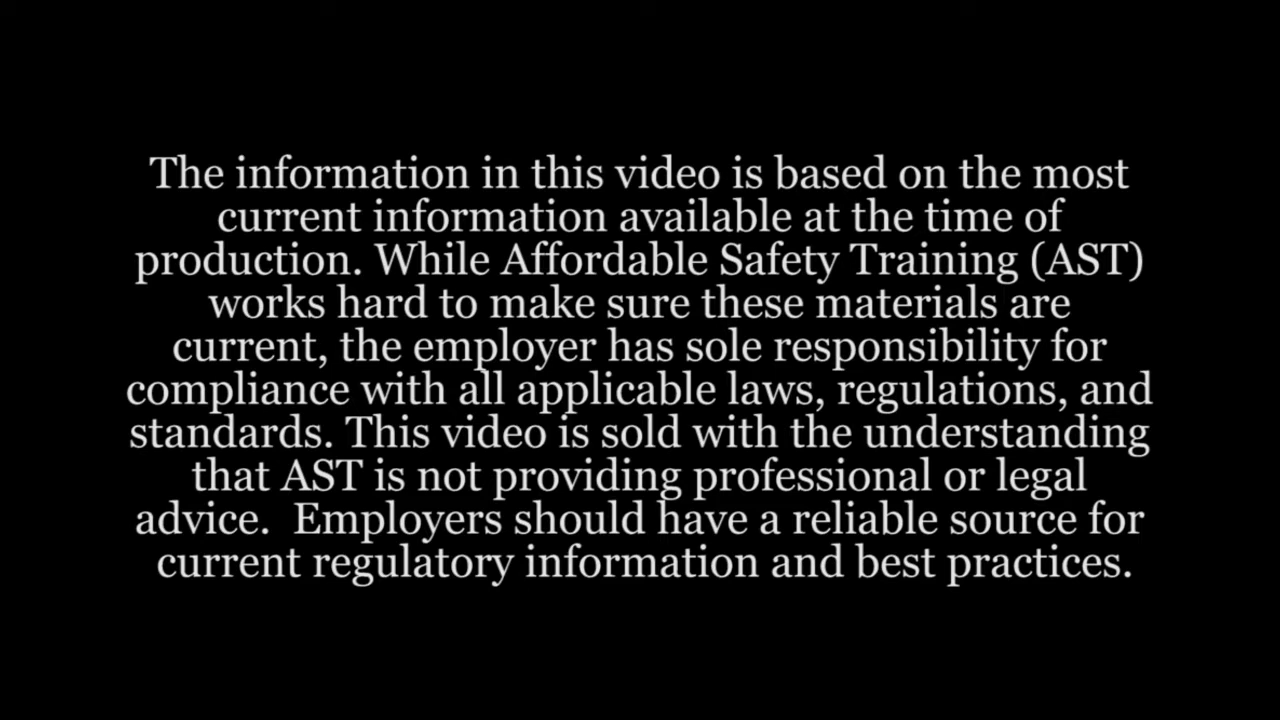 The information in this video is based on the most
current information available at the time of
production. While Affordable Safety Training (AST)
works hard to make sure these materials are
current, the employer has sole responsibility for
compliance with all applicable laws, regulations, and
standards. This video is sold with the understanding
that AST is not providing professional or legal
advice.  Employers should have a reliable source for
current regulatory information and best practices.